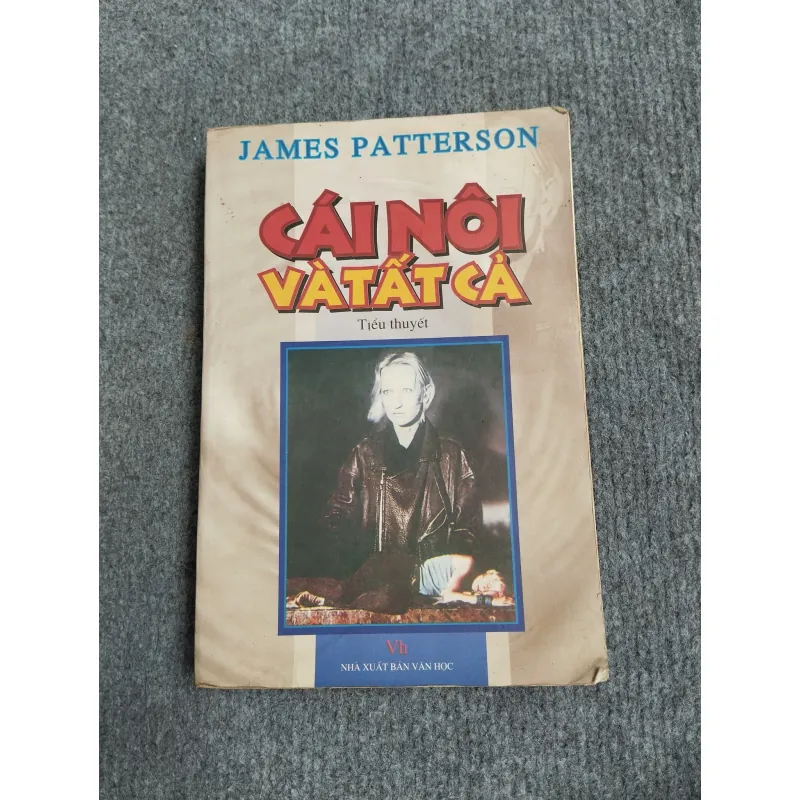 JAMES PATTERSON
CÁI NÔI
VÀ TẤT CẢ
Tiểu thuyết
Vh
NHÀ XUẤT BẢN VĂN HỌC